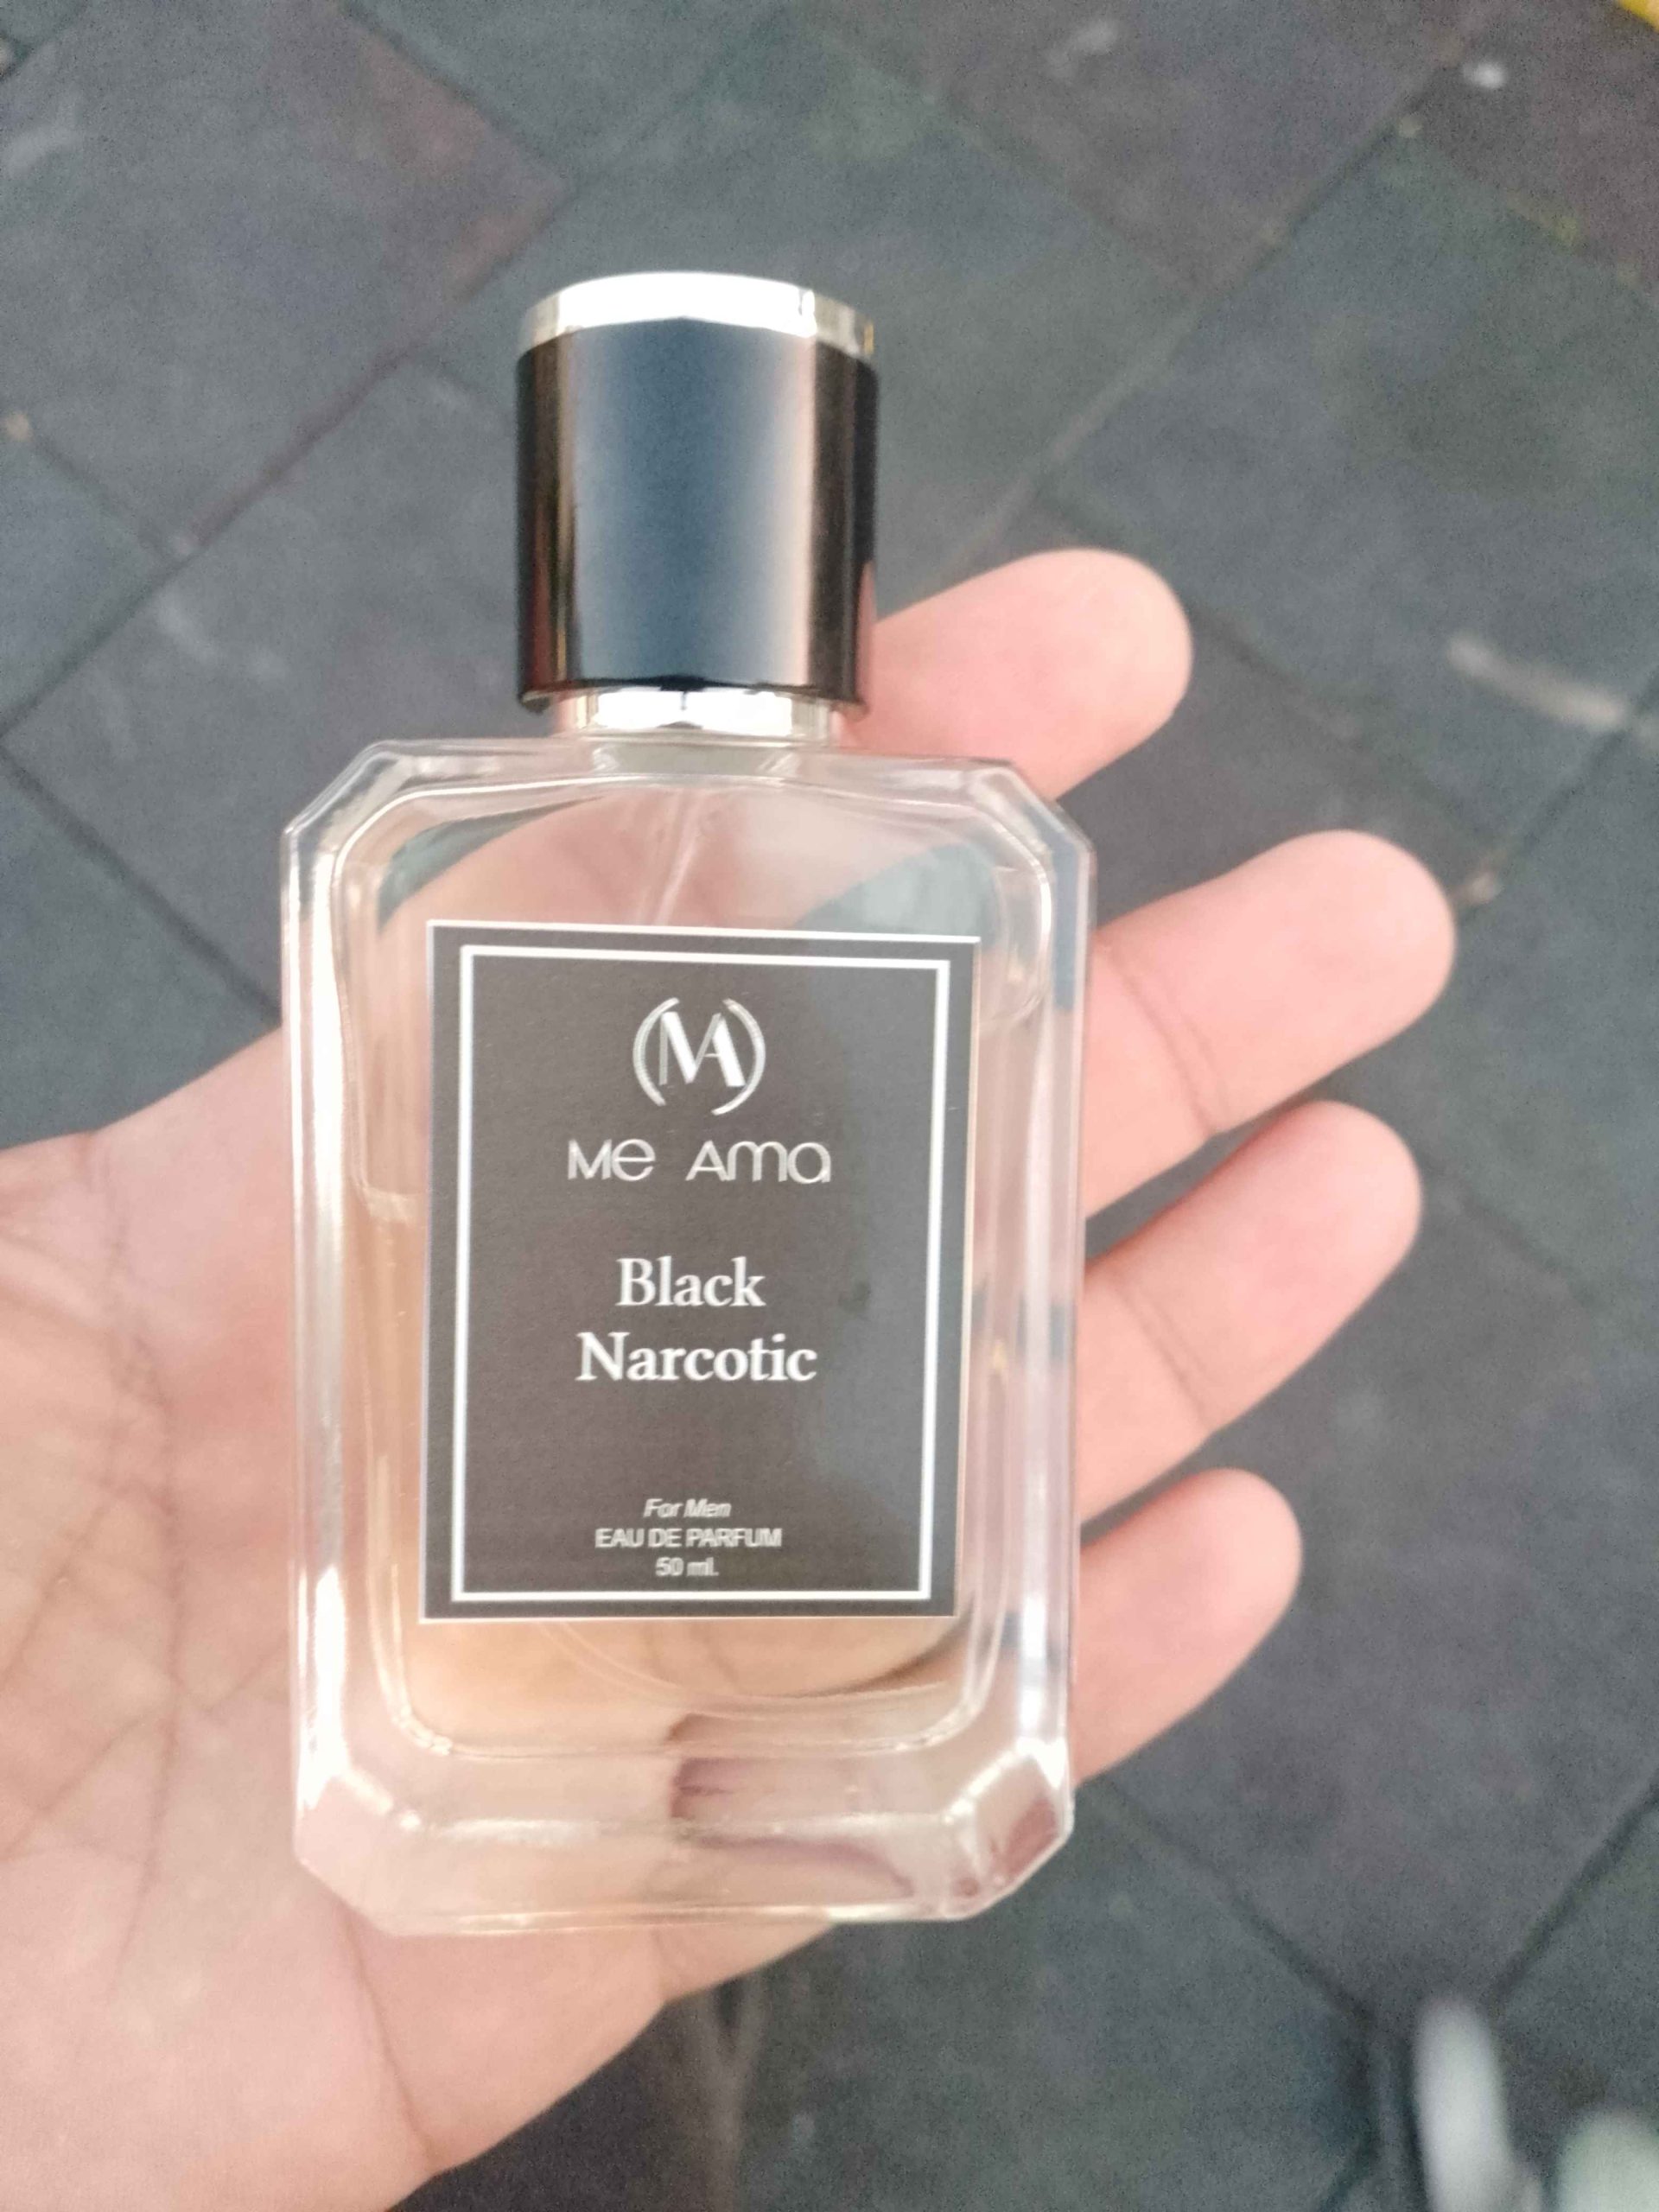 MA
Me Ama
Black
Narcotic
For Men
EAU DE PARFUM
50 ml.